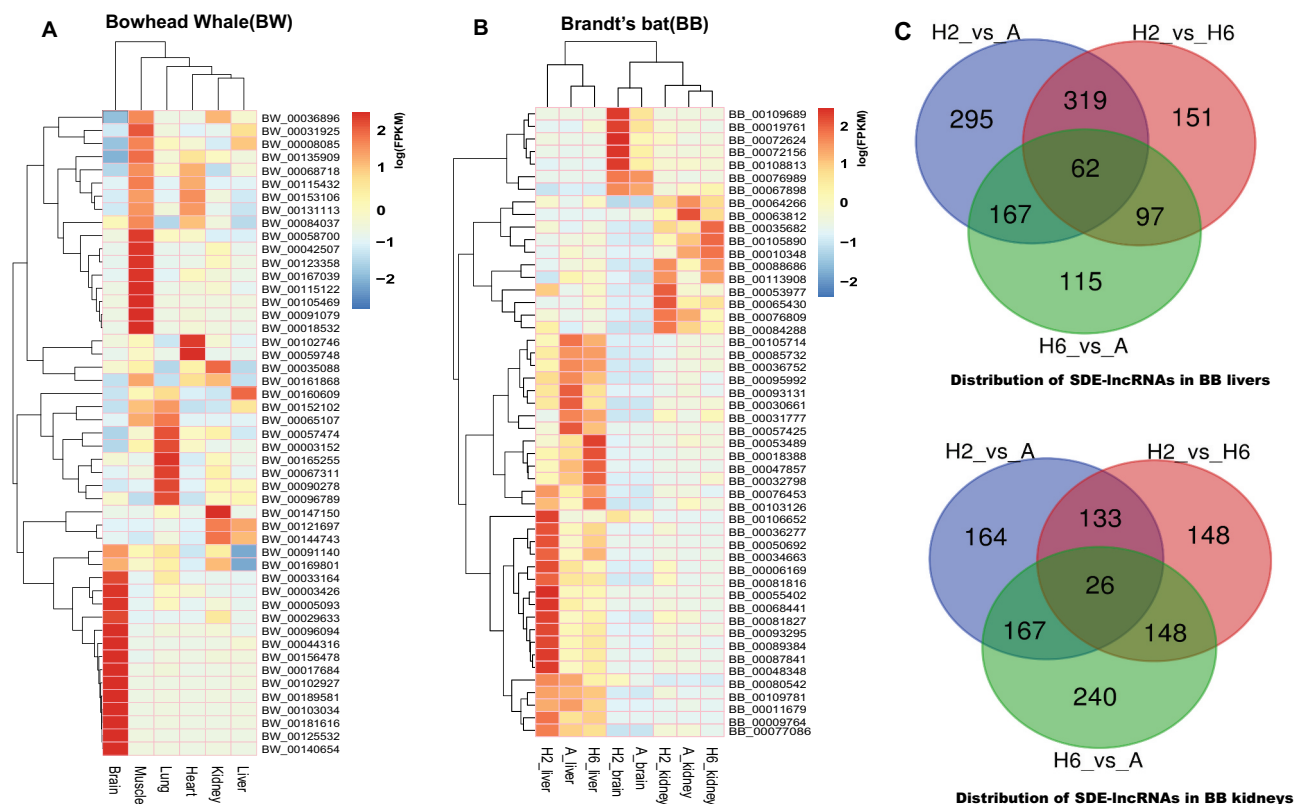 A
Bowhead Whale(BW)
BW_00036896
BW_00031925
BW_00008085
BW_00135909
BW_00068718
BW_00115432
BW_00153106
BW_00131113
BW_00084037
BW_00058700
BW_00042507
BW_00123358
BW_00167039
BW_00115122
BW_00105469
BW_00091079
BW_00018532
BW_00102746
BW_00059748
BW_00035088
BW_00161868
BW_00160609
BW_00152102
BW_00065107
BW_00057474
BW_00003152
BW_00165255
BW_00067311
BW_00090278
BW_00096789
BW_00147150
BW_00121697
BW_00144743
BW_00091140
BW_00169801
BW_00033164
BW_00003426
BW_00005093
BW_00029633
BW_00096094
BW_00044316
BW_00156478
BW_00017684
BW_00102927
BW_00189581
BW_00103034
BW_00181616
BW_00125532
BW_00140654
Brain
Muscle
Lung
Heart
Kidney
Liver
2
1
0
−1
−2
log(FPKM)
B
Brandt's bat(BB)
BB_00109689
BB_00019761
BB_00072624
BB_00072156
BB_00108813
BB_00076989
BB_00067898
BB_00064266
BB_00063812
BB_00035682
BB_00105890
BB_00010348
BB_00088686
BB_00113908
BB_00053977
BB_00065430
BB_00076809
BB_00084288
BB_00105714
BB_00085732
BB_00036752
BB_00095992
BB_00093131
BB_00030661
BB_00031777
BB_00057425
BB_00053489
BB_00018388
BB_00047857
BB_00032798
BB_00076453
BB_00103126
BB_00106652
BB_00036277
BB_00050692
BB_00034663
BB_00006169
BB_00081816
BB_00055402
BB_00068441
BB_00081827
BB_00093295
BB_00089384
BB_00087841
BB_00048348
BB_00080542
BB_00109781
BB_00011679
BB_00009764
BB_00077086
H2_liver
A_liver
H6_liver
H2_brain
A_brain
H2_kidney
A_kidney
H6_kidney
2
1
0
−1
−2
log(FPKM)
C
H2_vs_A
H2_vs_H6
295
319
151
62
167
97
115
H6_vs_A
Distribution of SDE-lncRNAs in BB livers
H2_vs_A
H2_vs_H6
164
133
148
26
167
148
240
H6_vs_A
Distribution of SDE-lncRNAs in BB kidneys